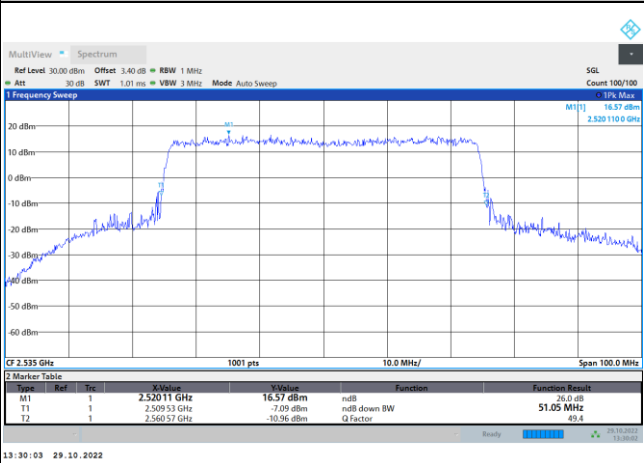 MultiView Spectrum
Ref Level 30.00 dBm Offset 3.40 dB RBW 1 MHz SGL
Att 30 dB SWT 1.01 ms VBW 3 MHz Mode Auto Sweep Count 100/100
1 Frequency Sweep 1Pk Max
M1[1] 16.57 dBm
2.520 110 0 GHz
M1
20 dBm
10 dBm
0 dBm
-10 dBm
-20 dBm
-30 dBm
-40 dBm
-50 dBm
-60 dBm
CF 2.535 GHz 1001 pts 10.0 MHz/ Span 100.0 MHz
2 Marker Table
Type Ref Trc X-Value Y-Value Function Function Result
M1 1 2.520 11 GHz 16.57 dBm ndB 26.0 dB
T1 1 2.509 53 GHz -7.09 dBm ndB down BW 51.05 MHz
T2 1 2.560 57 GHz -10.96 dBm Q Factor 49.4
Ready 29.10.2022
13:30:02
13:30:03 29.10.2022